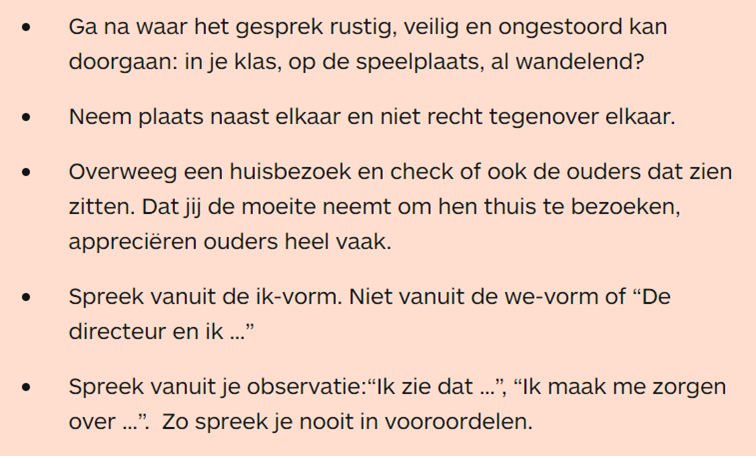 • Ga na waar het gesprek rustig, veilig en ongestoord kan
doorgaan: in je klas, op de speelplaats, al wandelend?
• Neem plaats naast elkaar en niet recht tegenover elkaar.
• Overweeg een huisbezoek en check of ook de ouders dat zien
zitten. Dat jij de moeite neemt om hen thuis te bezoeken,
appreciëren ouders heel vaak.
• Spreek vanuit de ik-vorm. Niet vanuit de we-vorm of “De
directeur en ik ...”
• Spreek vanuit je observatie:“Ik zie dat ...”, “Ik maak me zorgen
over ...”.  Zo spreek je nooit in vooroordelen.